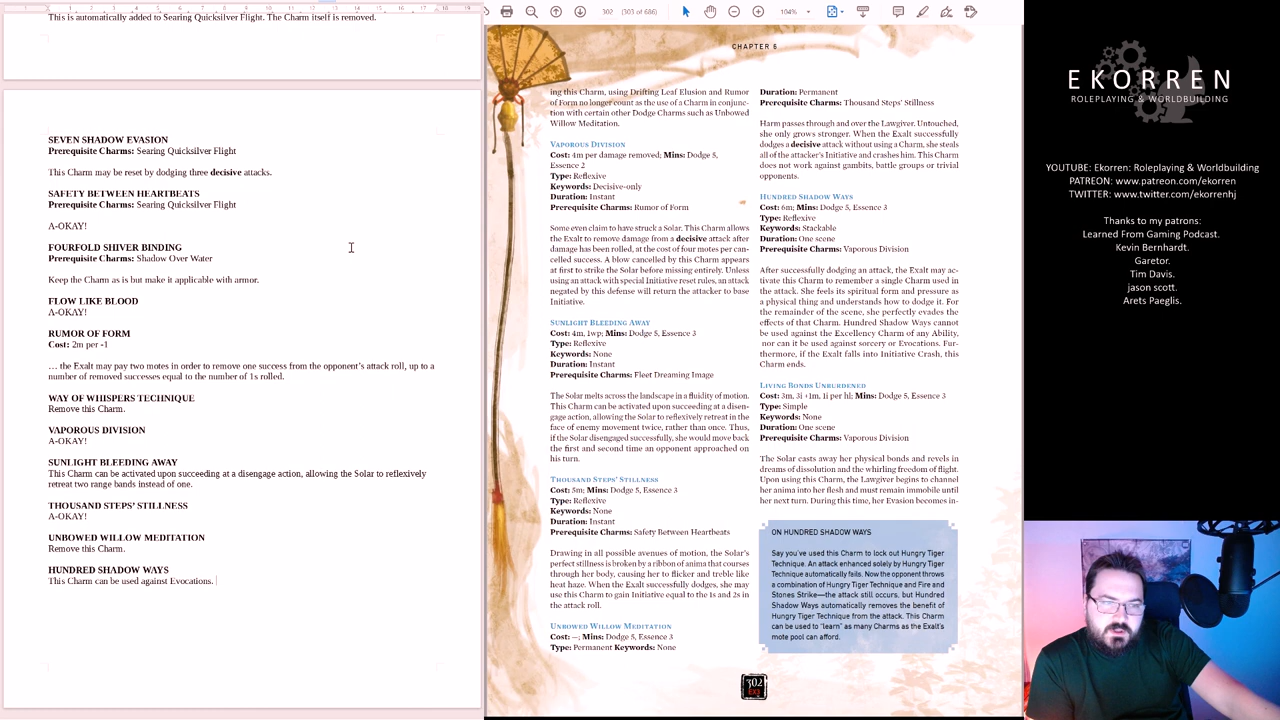 This is automatically added to Searing Quicksilver Flight. The Charm itself is removed.
SEVEN SHADOW EVASION
Prerequisite Charms: Searing Quicksilver Flight
This Charm may be reset by dodging three decisive attacks.
SAFETY BETWEEN HEARTBEATS
Prerequisite Charms: Searing Quicksilver Flight
A-OKAY!
FOURFOLD SHIVER BINDING
Prerequisite Charms: Shadow Over Water
Keep the Charm as is but make it applicable with armor.
FLOW LIKE BLOOD
A-OKAY!
RUMOR OF FORM
Cost: 2m per -1
… the Exalt may pay two motes in order to remove one success from the opponent's attack roll, up to a
number of removed successes equal to the number of 1s rolled.
WAY OF WHISPERS TECHNIQUE
Remove this Charm.
VAPOROUS DIVISION
A-OKAY!
SUNLIGHT BLEEDING AWAY
This Charm can be activated upon succeeding at a disengage action, allowing the Solar to reflexively
retreat two range bands instead of one.
THOUSAND STEPS' STILLNESS
A-OKAY!
UNBOWED WILLOW MEDITATION
Remove this Charm.
HUNDRED SHADOW WAYS
This Charm can be used against Evocations.
302 (303 of 686)
104%
CHAPTER 6
ing this Charm, using Drifting Leaf Elusion and Rumor
of Form no longer count as the use of a Charm in conjunc-
tion with certain other Dodge Charms such as Unbowed
Willow Meditation.
Vaporous Division
Cost: 4m per damage removed; Mins: Dodge 5,
Essence 2
Type: Reflexive
Keywords: Decisive-only
Duration: Instant
Prerequisite Charms: Rumor of Form
Some even claim to have struck a Solar. This Charm allows
the Exalt to remove damage from a decisive attack after
damage has been rolled, at the cost of four motes per can-
celled success. A blow cancelled by this Charm appears
at first to strike the Solar before missing entirely. Unless
using an attack with special Initiative reset rules, an attack
negated by this defense will return the attacker to base
Initiative.
Sunlight Bleeding Away
Cost: 4m, 1wp; Mins: Dodge 5, Essence 3
Type: Reflexive
Keywords: None
Duration: Instant
Prerequisite Charms: Fleet Dreaming Image
The Solar melts across the landscape in a fluidity of motion.
This Charm can be activated upon succeeding at a disen-
gage action, allowing the Solar to reflexively retreat in the
face of enemy movement twice, rather than once. Thus,
if the Solar disengaged successfully, she would move back
the first and second time an opponent approached on
his turn.
Thousand Steps' Stillness
Cost: 5m; Mins: Dodge 5, Essence 3
Type: Reflexive
Keywords: None
Duration: Instant
Prerequisite Charms: Safety Between Heartbeats
Drawing in all possible avenues of motion, the Solar's
perfect stillness is broken by a ribbon of anima that courses
through her body, causing her to flicker and treble like
heat haze. When the Exalt successfully dodges, she may
use this Charm to gain Initiative equal to the 1s and 2s in
the attack roll.
Unbowed Willow Meditation
Cost: —; Mins: Dodge 5, Essence 3
Type: Permanent Keywords: None
Duration: Permanent
Prerequisite Charms: Thousand Steps' Stillness
Harm passes through and over the Lawgiver. Untouched,
she only grows stronger. When the Exalt successfully
dodges a decisive attack without using a Charm, she steals
all of the attacker's Initiative and crashes him. This Charm
does not work against gambits, battle groups or trivial
opponents.
Hundred Shadow Ways
Cost: 6m; Mins: Dodge 5, Essence 3
Type: Reflexive
Keywords: Stackable
Duration: One scene
Prerequisite Charms: Vaporous Division
After successfully dodging an attack, the Exalt may ac-
tivate this Charm to remember a single Charm used in
the attack. She feels its spiritual form and pressure as
a physical thing and understands how to dodge it. For
the remainder of the scene, she perfectly evades the
effects of that Charm. Hundred Shadow Ways cannot
be used against the Excellency Charm of any Ability,
nor can it be used against sorcery or Evocations. Fur-
thermore, if the Exalt falls into Initiative Crash, this
Charm ends.
Living Bonds Unburdened
Cost: 3m, 3i +1m, 1i per hl; Mins: Dodge 5, Essence 3
Type: Simple
Keywords: None
Duration: One scene
Prerequisite Charms: Vaporous Division
The Solar casts away her physical bonds and revels in
dreams of dissolution and the whirling freedom of flight.
Upon using this Charm, the Lawgiver begins to channel
her anima into her flesh and must remain immobile until
her next turn. During this time, her Evasion becomes in-
ON HUNDRED SHADOW WAYS
Say you've used this Charm to lock out Hungry Tiger
Technique. An attack enhanced solely by Hungry Tiger
Technique automatically fails. Now the opponent throws
a combination of Hungry Tiger Technique and Fire and
Stones Strike—the attack still occurs, but Hundred
Shadow Ways automatically removes the benefit of
Hungry Tiger Technique from the attack. This Charm
can be used to "learn" as many Charms as the Exalt's
mote pool can afford.
302
EX3
EKORREN
ROLEPLAYING & WORLDBUILDING
YOUTUBE: Ekorren: Roleplaying & Worldbuilding
PATREON: www.patreon.com/ekorren
TWITTER: www.twitter.com/ekorrenhj
Thanks to my patrons:
Learned From Gaming Podcast.
Kevin Bernhardt.
Garetor.
Tim Davis.
jason scott.
Arets Paeglis.